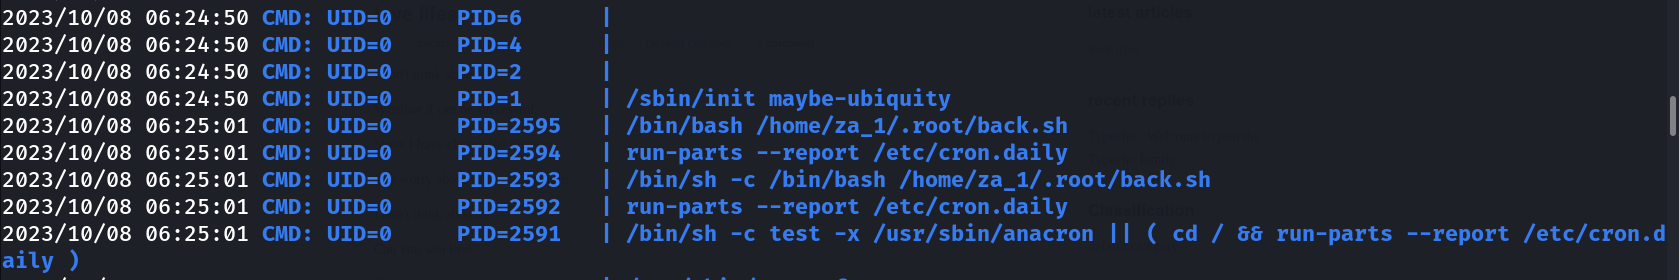 2023/10/08 06:24:50 CMD: UID=0     PID=6      |
2023/10/08 06:24:50 CMD: UID=0     PID=4      |
2023/10/08 06:24:50 CMD: UID=0     PID=2      |
2023/10/08 06:24:50 CMD: UID=0     PID=1      | /sbin/init maybe-ubiquity
2023/10/08 06:25:01 CMD: UID=0     PID=2595   | /bin/bash /home/za_1/.root/back.sh
2023/10/08 06:25:01 CMD: UID=0     PID=2594   | run-parts --report /etc/cron.daily
2023/10/08 06:25:01 CMD: UID=0     PID=2593   | /bin/sh -c /bin/bash /home/za_1/.root/back.sh
2023/10/08 06:25:01 CMD: UID=0     PID=2592   | run-parts --report /etc/cron.daily
2023/10/08 06:25:01 CMD: UID=0     PID=2591   | /bin/sh -c test -x /usr/sbin/anacron || ( cd / && run-parts --report /etc/cron.d
aily )